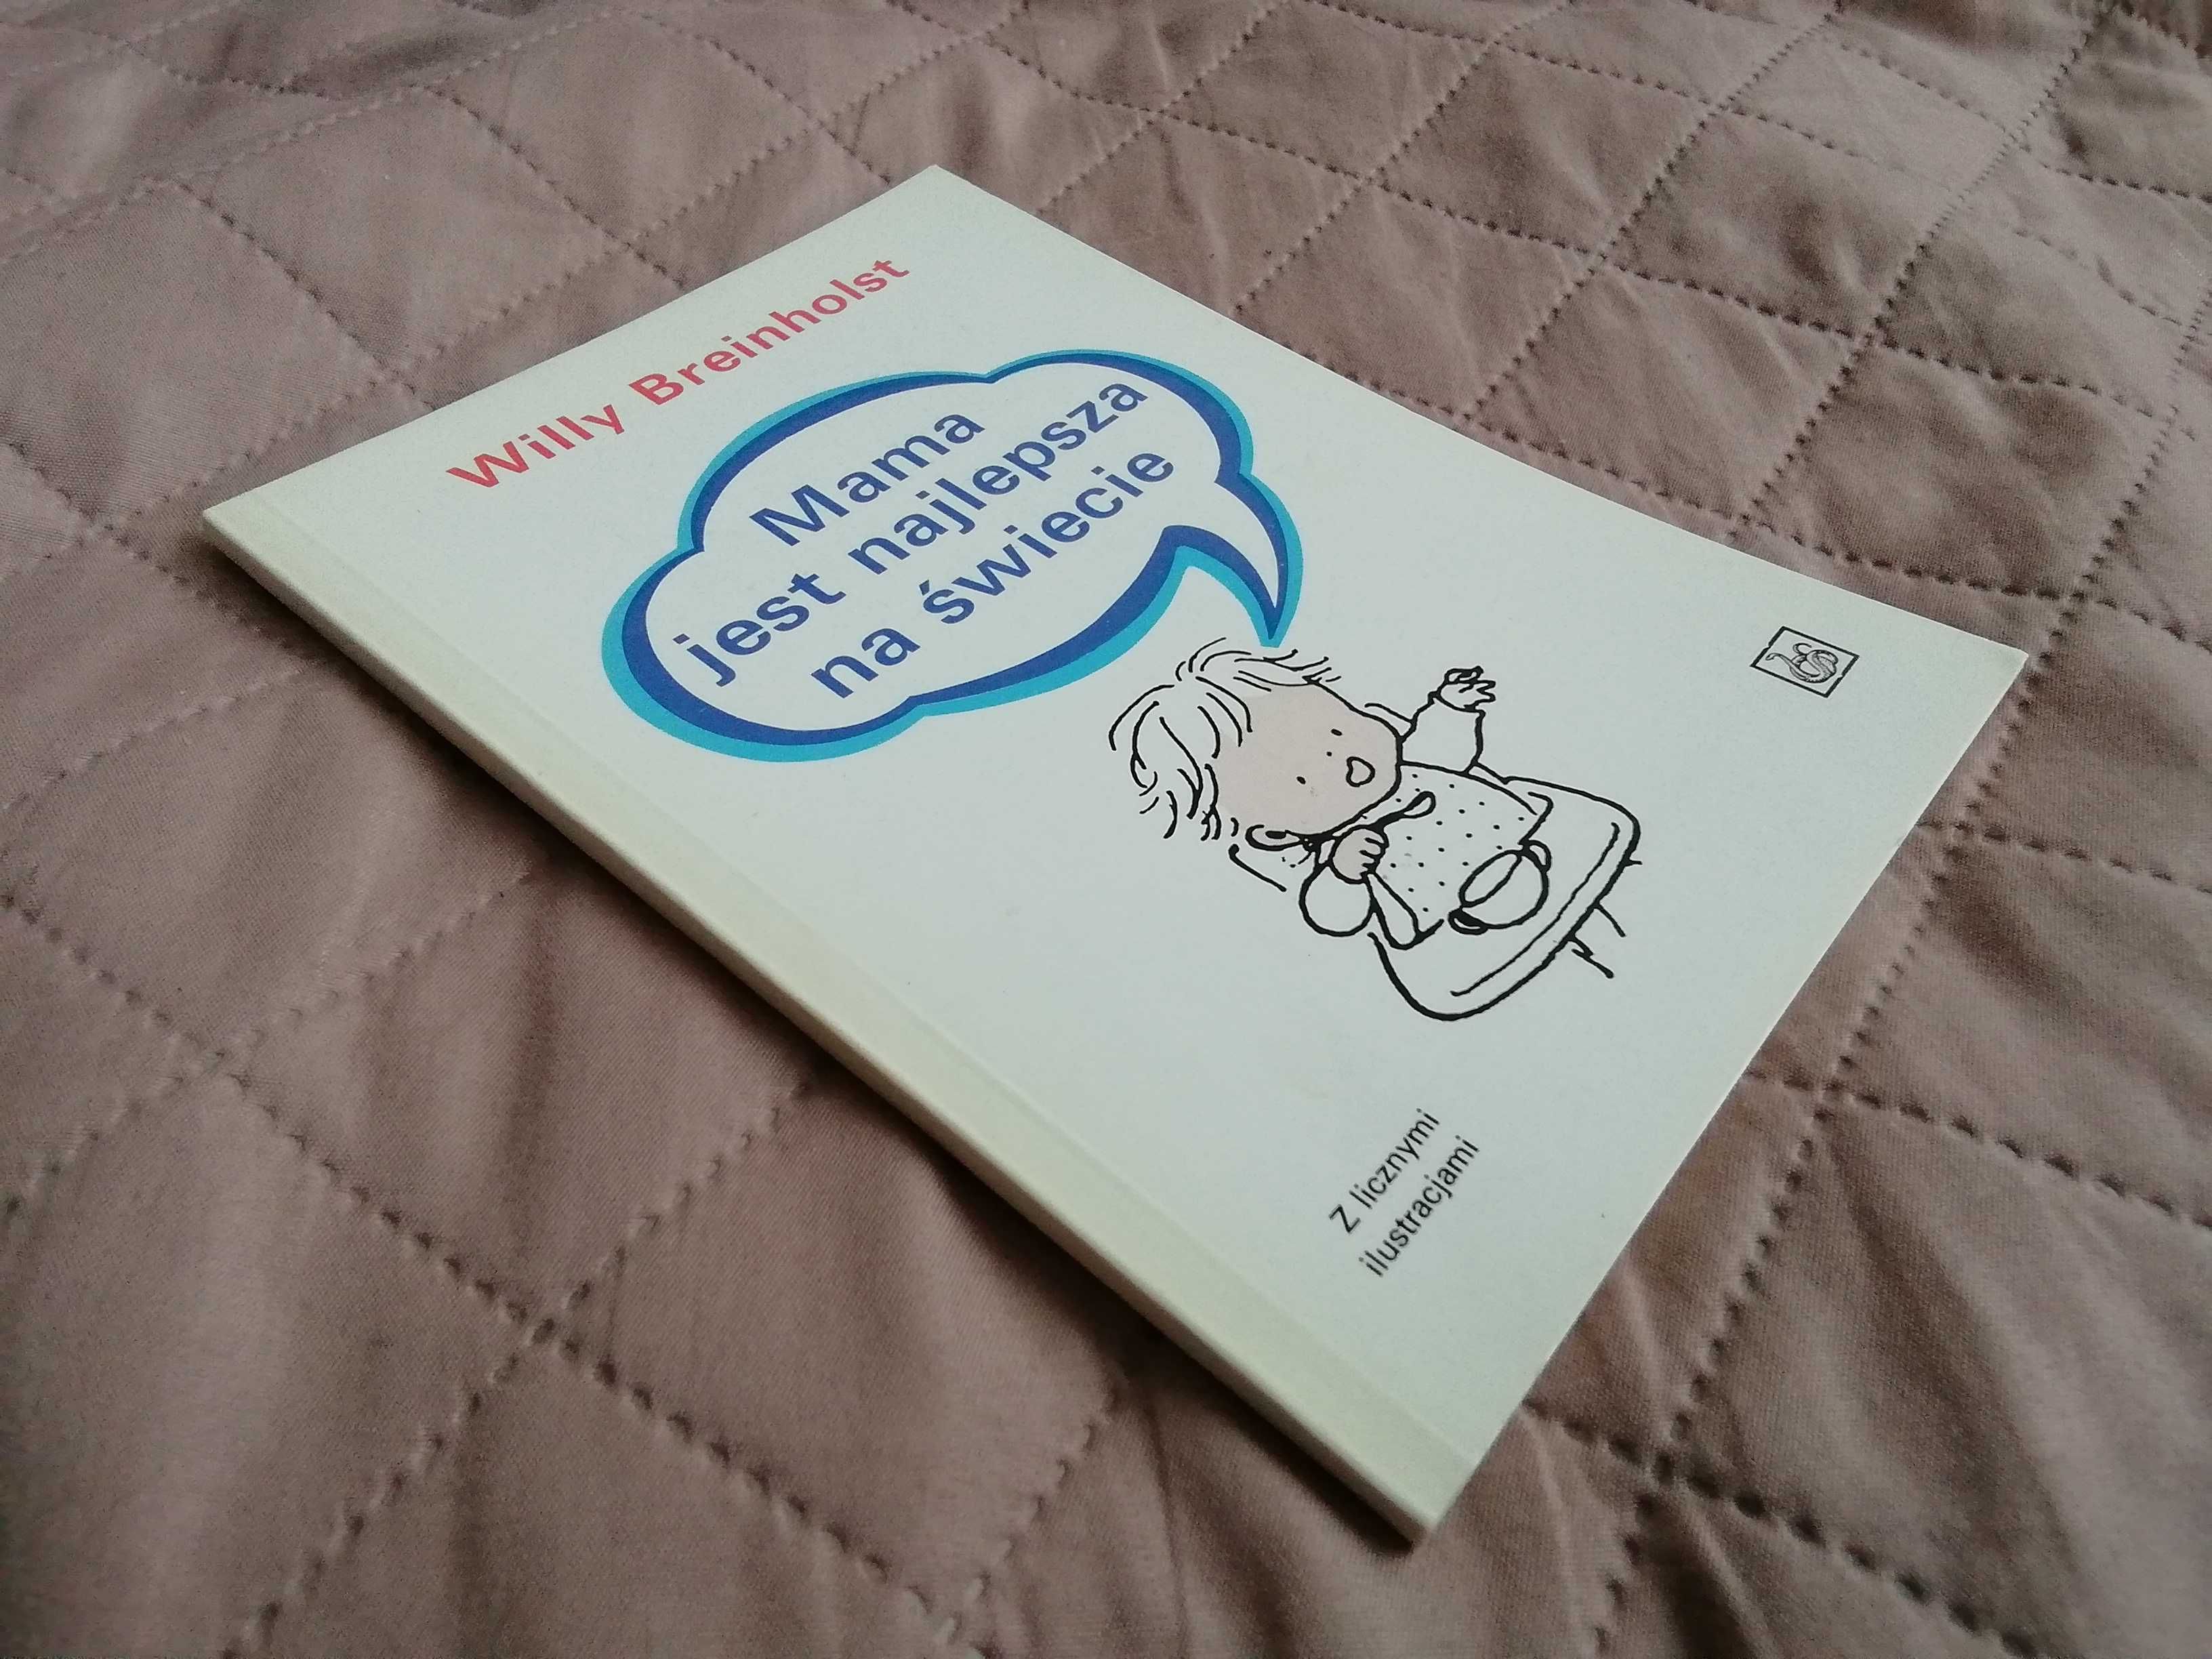 Willy Breinholst
Mama
jest najlepsza
na świecie
Z licznymi
ilustracjami